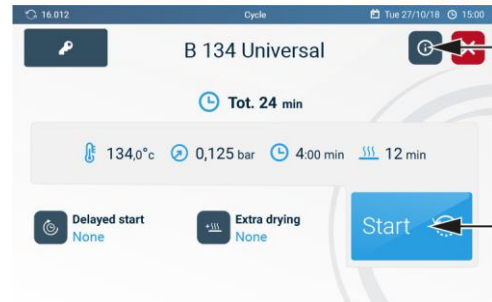 16.012 Cycle Tue 27/10/18 15:00
B 134 Universal
Tot. 24 min
134,0°c 0,125 bar 4:00 min 12 min
Delayed start
None
Extra drying
None
Start